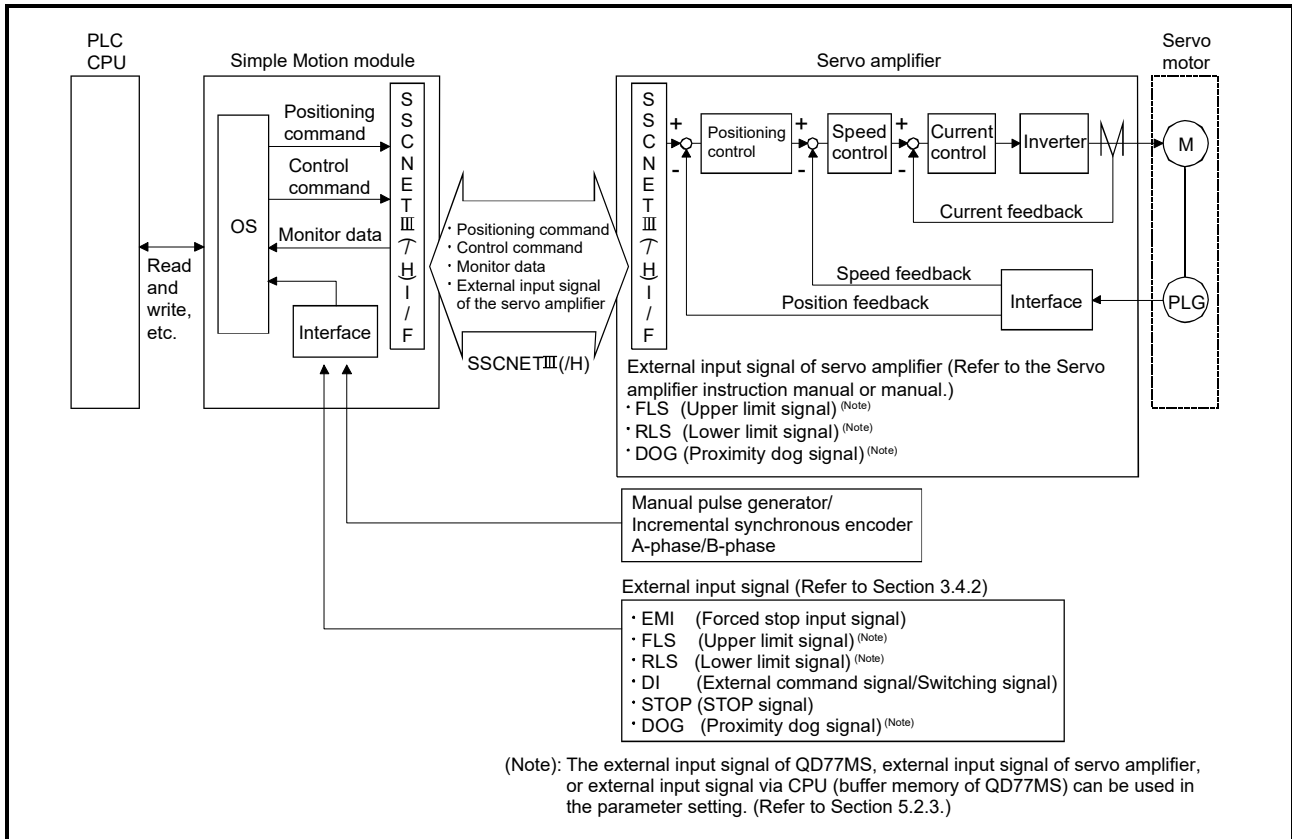 PLC
CPU
Simple Motion module
Servo amplifier
Servo
motor
OS
Positioning
command
Control
command
Monitor data
Interface
Read
and
write,
etc.
SSCNETⅢ(/H)I/F
· Positioning command
· Control command
· Monitor data
· External input signal
of the servo amplifier
SSCNETⅢ(/H)
SSCNETⅢ(/H)I/F
+
-
Positioning
control
+
-
Speed
control
+
-
Current
control
Inverter
M
Current feedback
Speed feedback
Position feedback
Interface
PLG
External input signal of servo amplifier (Refer to the Servo
amplifier instruction manual or manual.)
· FLS (Upper limit signal) (Note)
· RLS (Lower limit signal) (Note)
· DOG (Proximity dog signal) (Note)
Manual pulse generator/
Incremental synchronous encoder
A-phase/B-phase
External input signal (Refer to Section 3.4.2)
· EMI (Forced stop input signal)
· FLS (Upper limit signal) (Note)
· RLS (Lower limit signal) (Note)
· DI (External command signal/Switching signal)
· STOP (STOP signal)
· DOG (Proximity dog signal) (Note)
(Note): The external input signal of QD77MS, external input signal of servo amplifier,
or external input signal via CPU (buffer memory of QD77MS) can be used in
the parameter setting. (Refer to Section 5.2.3.)